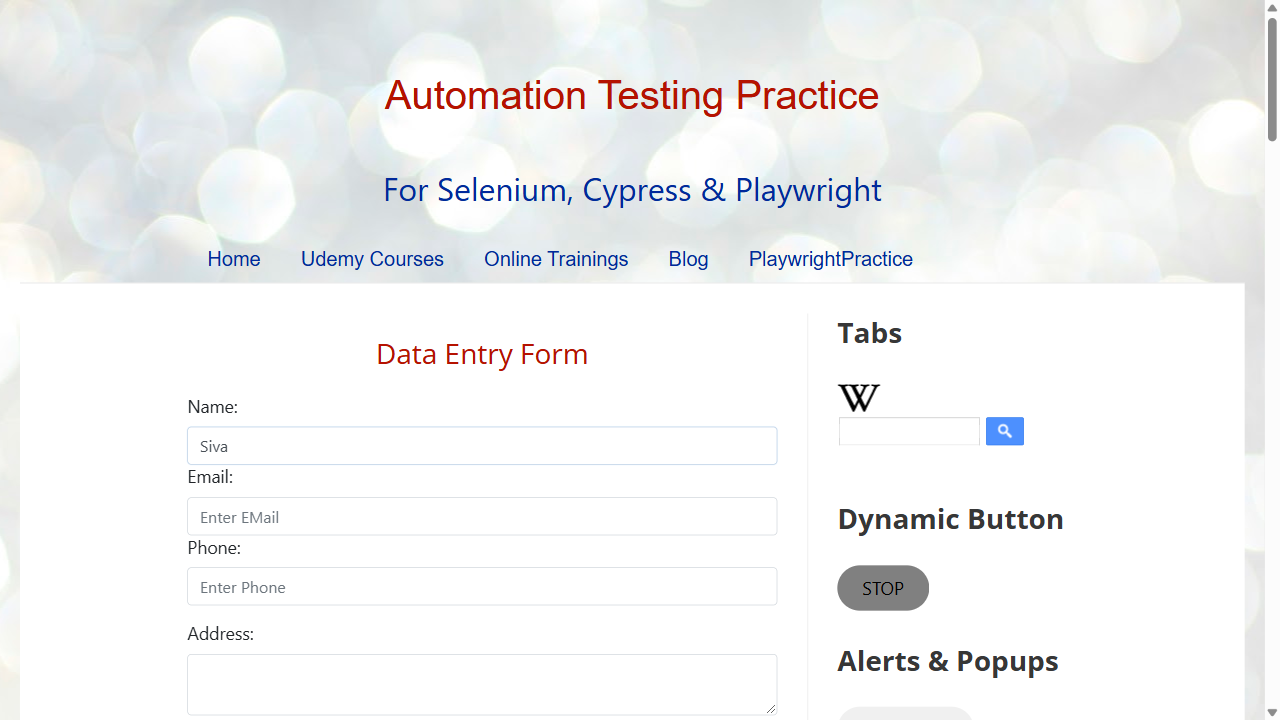 Automation Testing Practice
For Selenium, Cypress & Playwright
Home Udemy Courses Online Trainings Blog PlaywrightPractice
Data Entry Form
Name:
Siva
Email:
Enter EMail
Phone:
Enter Phone
Address:
Tabs
W
Dynamic Button
STOP
Alerts & Popups